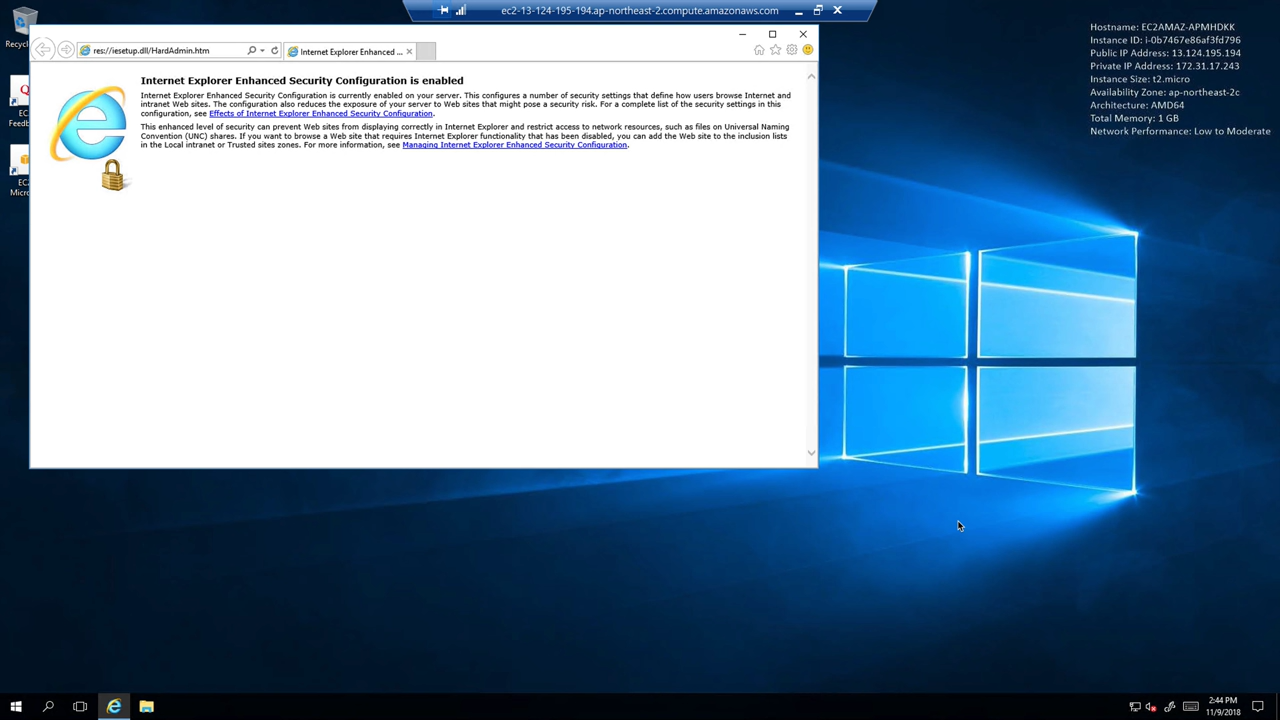 ec2-13-124-195-194.ap-northeast-2.compute.amazonaws.com
Recycl
EC
Feedb
EC
Micro
res://iesetup.dll/HardAdmin.htm
Internet Explorer Enhanced ...
Internet Explorer Enhanced Security Configuration is enabled
Internet Explorer Enhanced Security Configuration is currently enabled on your server. This configures a number of security settings that define how users browse Internet and
intranet Web sites. The configuration also reduces the exposure of your server to Web sites that might pose a security risk. For a complete list of the security settings in this
configuration, see Effects of Internet Explorer Enhanced Security Configuration.
This enhanced level of security can prevent Web sites from displaying correctly in Internet Explorer and restrict access to network resources, such as files on Universal Naming
Convention (UNC) shares. If you want to browse a Web site that requires Internet Explorer functionality that has been disabled, you can add the Web site to the inclusion lists
in the Local intranet or Trusted sites zones. For more information, see Managing Internet Explorer Enhanced Security Configuration.
Hostname: EC2AMAZ-APMHDKK
Instance ID: i-0b7467e86af3fd796
Public IP Address: 13.124.195.194
Private IP Address: 172.31.17.243
Instance Size: t2.micro
Availability Zone: ap-northeast-2c
Architecture: AMD64
Total Memory: 1 GB
Network Performance: Low to Moderate
2:44 PM
11/9/2018